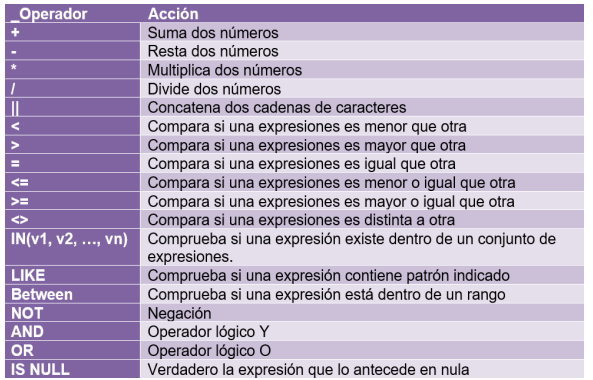 _Operador Acción
+ Suma dos números
- Resta dos números
* Multiplica dos números
/ Divide dos números
|| Concatena dos cadenas de caracteres
< Compara si una expresiones es menor que otra
> Compara si una expresiones es mayor que otra
= Compara si una expresiones es igual que otra
<= Compara si una expresiones es menor o igual que otra
>= Compara si una expresiones es mayor o igual que otra
<> Compara si una expresiones es distinta a otra
IN(v1, v2, ..., vn) Comprueba si una expresión existe dentro de un conjunto de
expresiones.
LIKE Comprueba si una expresión contiene patrón indicado
Between Comprueba si una expresión está dentro de un rango
NOT Negación
AND Operador lógico Y
OR Operador lógico O
IS NULL Verdadero la expresión que lo antecede en nula